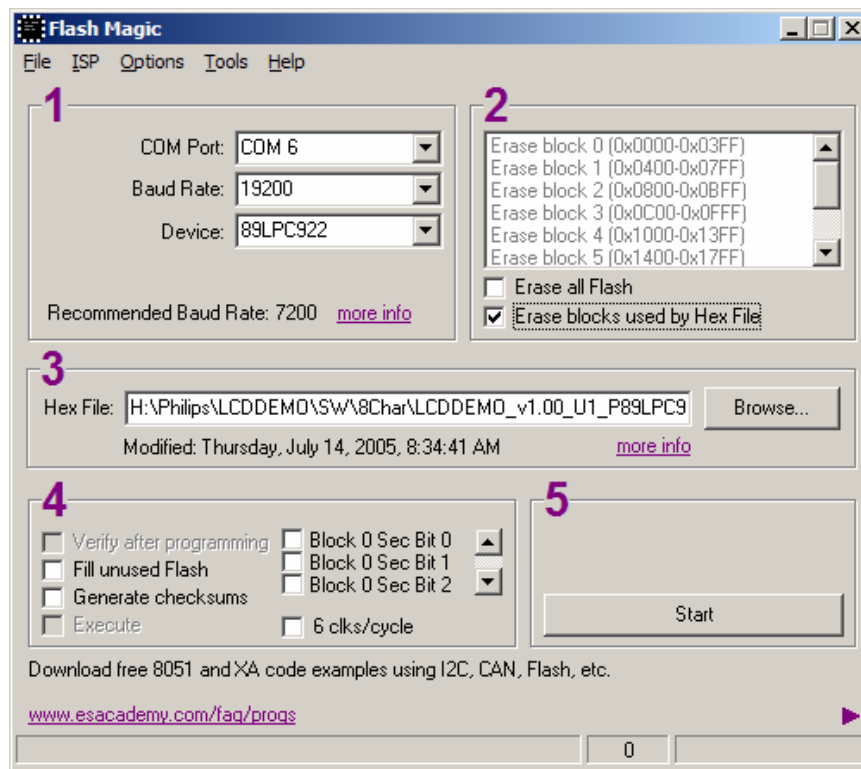 Flash Magic
File ISP Options Tools Help
1
COM Port: COM 6
Baud Rate: 19200
Device: 89LPC922
Recommended Baud Rate: 7200 more info
2
Erase block 0 (0x0000-0x03FF)
Erase block 1 (0x0400-0x07FF)
Erase block 2 (0x0800-0x0BFF)
Erase block 3 (0x0C00-0x0FFF)
Erase block 4 (0x1000-0x13FF)
Erase block 5 (0x1400-0x17FF)
Erase all Flash
Erase blocks used by Hex File
3
Hex File: H:\Philips\LCDDEMO\SW\8Char\LCDDEMO_v1.00_U1_P89LPC9 Browse...
Modified: Thursday, July 14, 2005, 8:34:41 AM more info
4
Verify after programming
Fill unused Flash
Generate checksums
Execute
Block 0 Sec Bit 0
Block 0 Sec Bit 1
Block 0 Sec Bit 2
6 clks/cycle
5
Start
Download free 8051 and XA code examples using I2C, CAN, Flash, etc.
www.esacademy.com/faq/progs
0